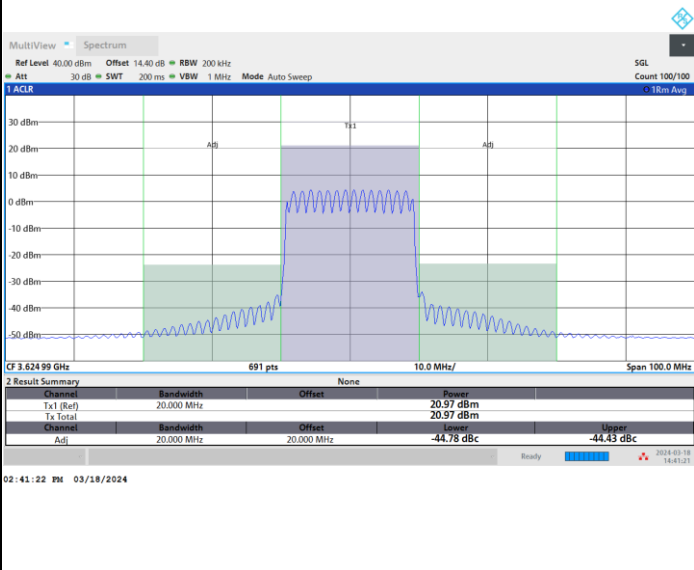 MultiView Spectrum
Ref Level 40.00 dBm Offset 14.40 dB RBW 200 kHz SGL
Att 30 dB SWT 200 ms VBW 1 MHz Mode Auto Sweep Count 100/100
1 ACLR 1Rm Avg
30 dBm
Tx1
20 dBm
Adj Adj
10 dBm
0 dBm
-10 dBm
-20 dBm
-30 dBm
-40 dBm
-50 dBm
CF 3.624 99 GHz 691 pts 10.0 MHz/ Span 100.0 MHz
2 Result Summary None
Channel Bandwidth Offset Power
Tx1 (Ref) 20.000 MHz 20.97 dBm
Tx Total 20.97 dBm
Channel Bandwidth Offset Lower Upper
Adj 20.000 MHz 20.000 MHz -44.78 dBc -44.43 dBc
Ready 2024-03-18
14:41:21
02:41:22 PM 03/18/2024